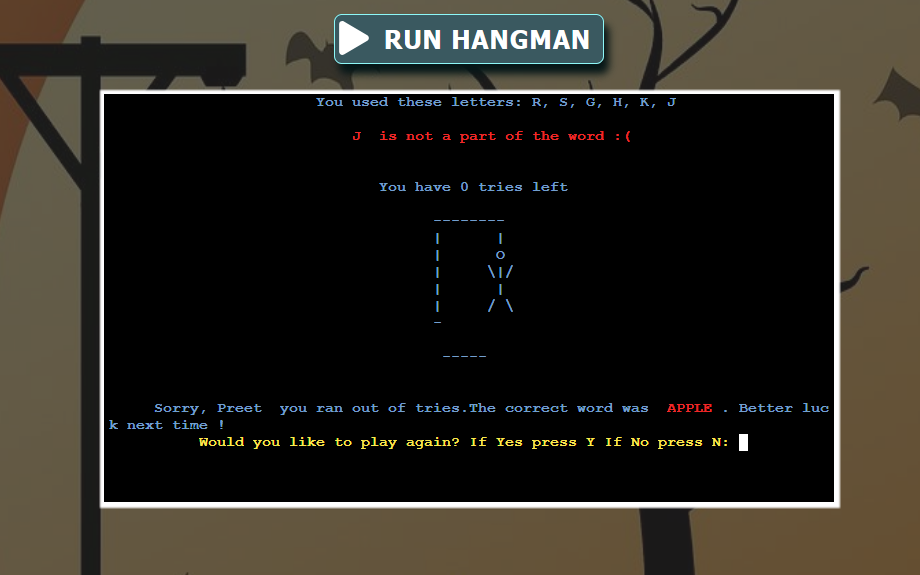 RUN HANGMAN
You used these letters: R, S, G, H, K, J
J is not a part of the word :(
You have 0 tries left
--------
| |
| o
| \|/
| |
| / \
-
-----
Sorry, Preet you ran out of tries.The correct word was APPLE . Better luc
k next time !
Would you like to play again? If Yes press Y If No press N: